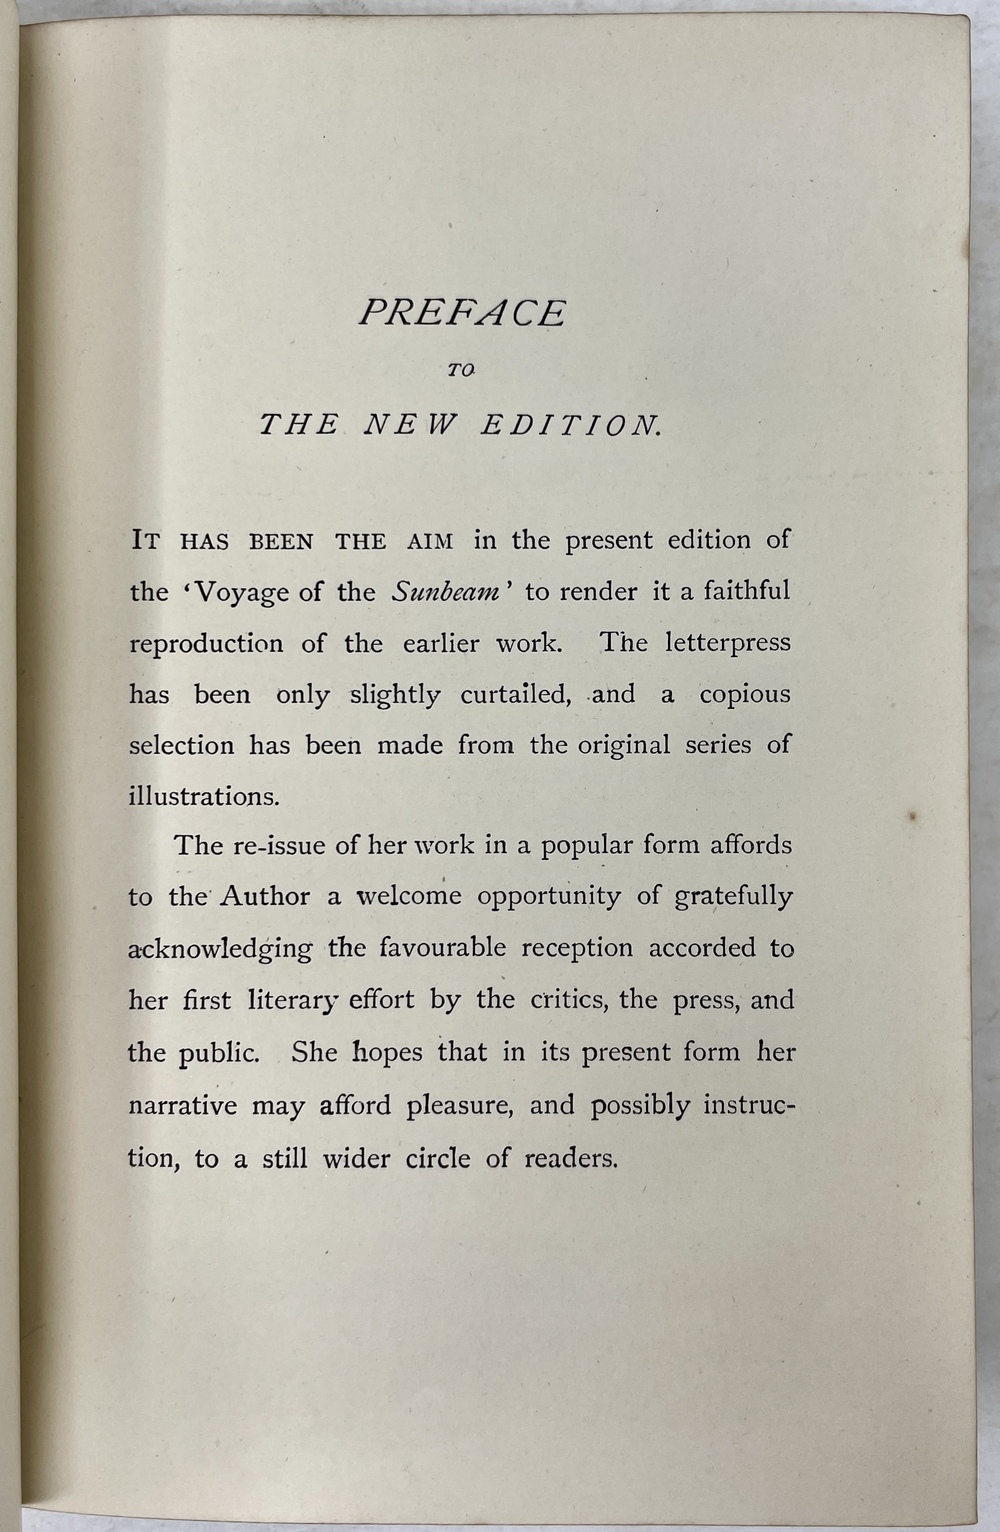 PREFACE
TO
THE NEW EDITION.
IT HAS BEEN THE AIM in the present edition of
the ‘Voyage of the Sunbeam’ to render it a faithful
reproduction of the earlier work. The letterpress
has been only slightly curtailed, and a copious
selection has been made from the original series of
illustrations.
The re-issue of her work in a popular form affords
to the Author a welcome opportunity of gratefully
acknowledging the favourable reception accorded to
her first literary effort by the critics, the press, and
the public. She hopes that in its present form her
narrative may afford pleasure, and possibly instruc-
tion, to a still wider circle of readers.